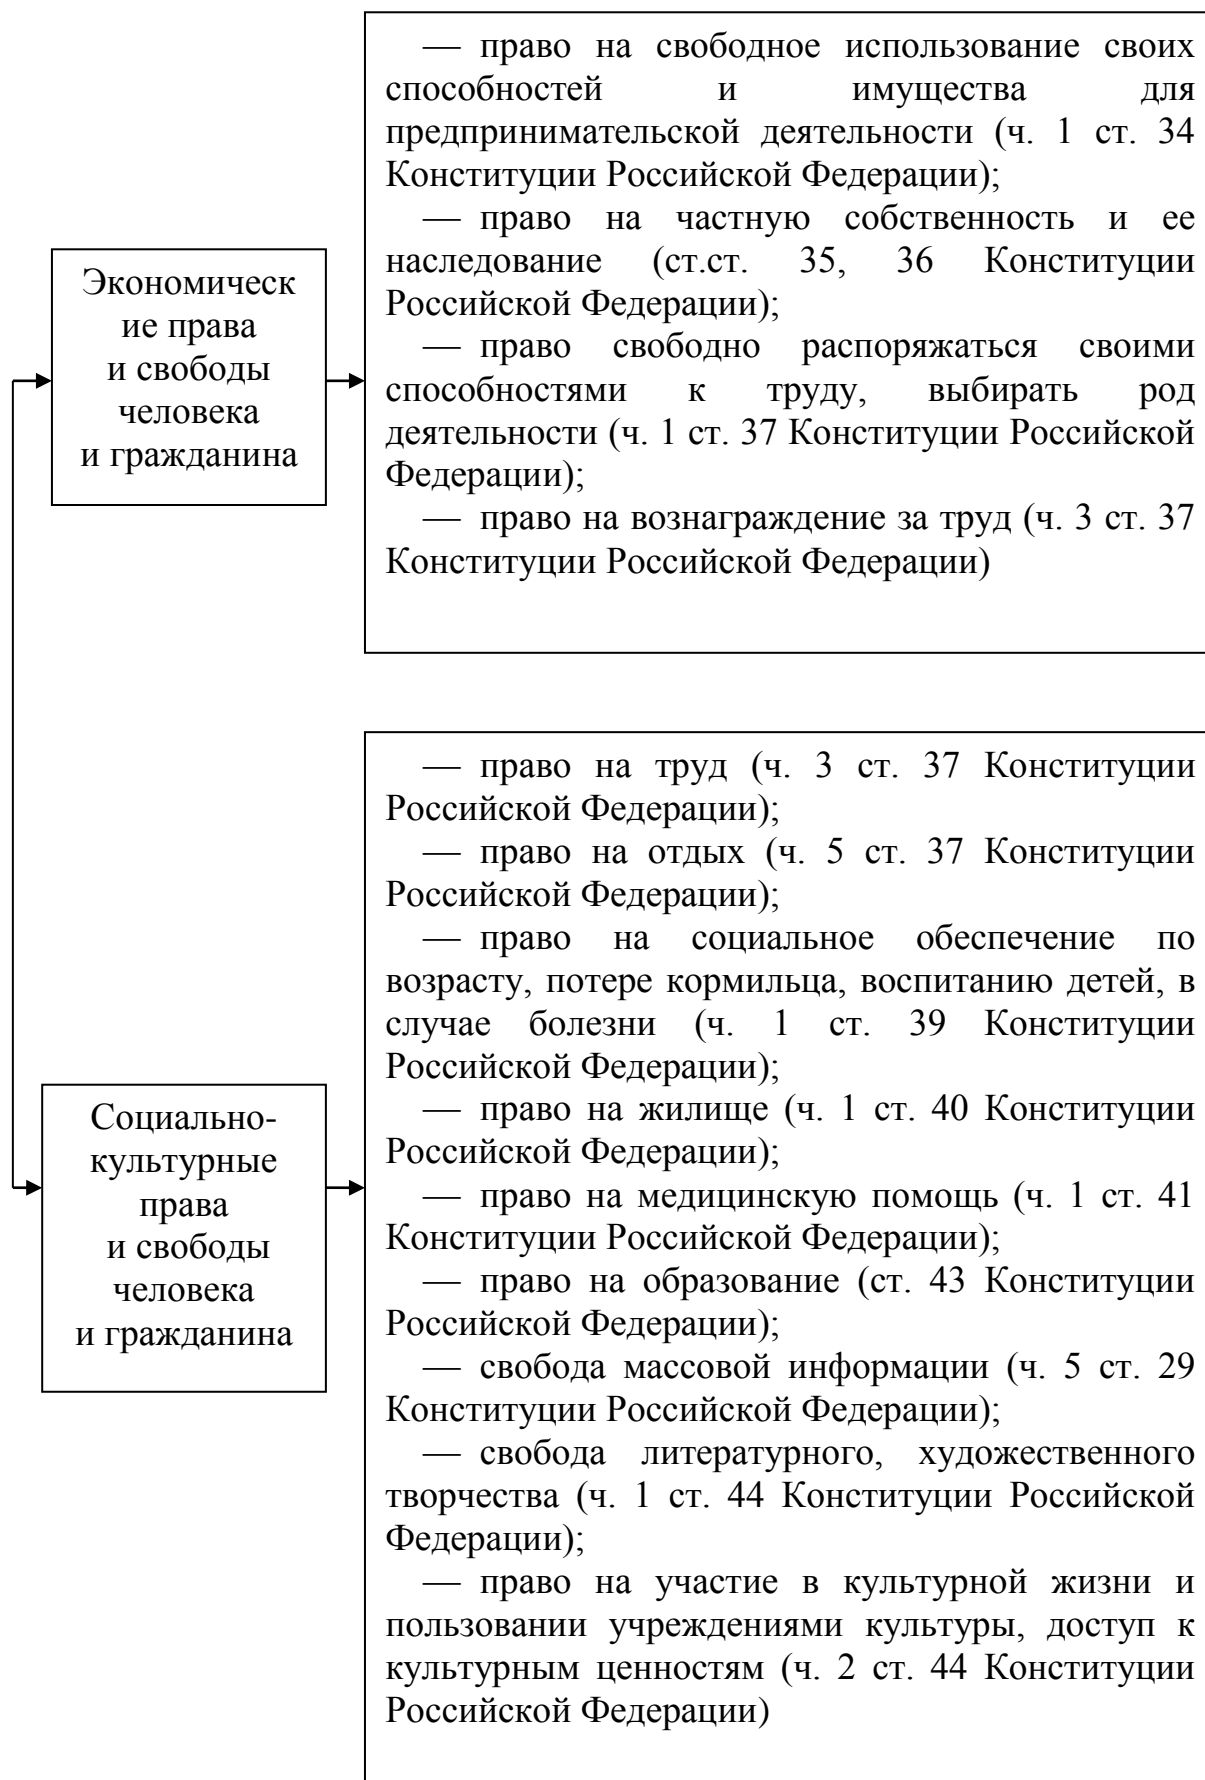 — право на свободное использование своих
способностей и имущества для
предпринимательской деятельности (ч. 1 ст. 34
Конституции Российской Федерации);
— право на частную собственность и ее
наследование (ст.ст. 35, 36 Конституции
Российской Федерации);
— право свободно распоряжаться своими
способностями к труду, выбирать род
деятельности (ч. 1 ст. 37 Конституции Российской
Федерации);
— право на вознаграждение за труд (ч. 3 ст. 37
Конституции Российской Федерации)
Экономическ
ие права
и свободы
человека
и гражданина
— право на труд (ч. 3 ст. 37 Конституции
Российской Федерации);
— право на отдых (ч. 5 ст. 37 Конституции
Российской Федерации);
— право на социальное обеспечение по
возрасту, потере кормильца, воспитанию детей, в
случае болезни (ч. 1 ст. 39 Конституции
Российской Федерации);
— право на жилище (ч. 1 ст. 40 Конституции
Российской Федерации);
— право на медицинскую помощь (ч. 1 ст. 41
Конституции Российской Федерации);
— право на образование (ст. 43 Конституции
Российской Федерации);
— свобода массовой информации (ч. 5 ст. 29
Конституции Российской Федерации);
— свобода литературного, художественного
творчества (ч. 1 ст. 44 Конституции Российской
Федерации);
— право на участие в культурной жизни и
пользовании учреждениями культуры, доступ к
культурным ценностям (ч. 2 ст. 44 Конституции
Российской Федерации)
Социально-
культурные
права
и свободы
человека
и гражданина